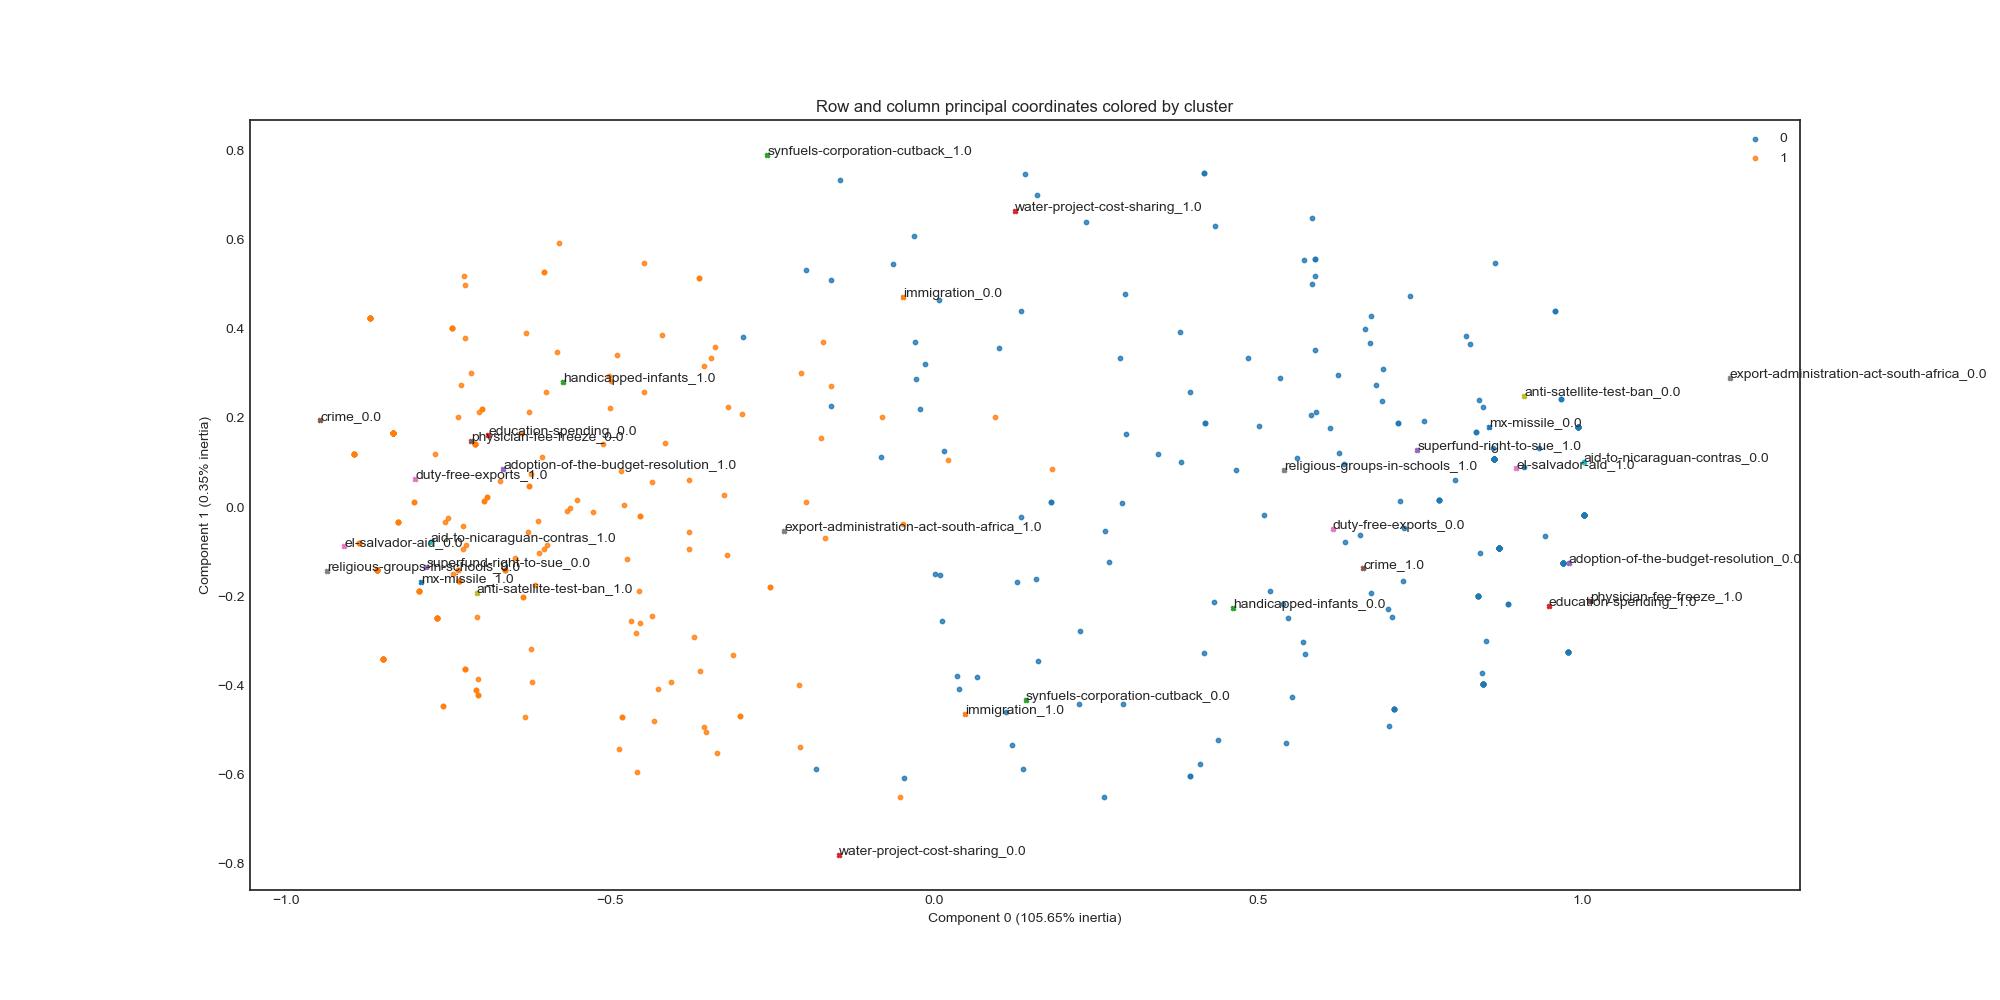 Row and column principal coordinates colored by cluster
0
1
0.8
0.6
0.4
0.2
0.0
−0.2
−0.4
−0.6
−0.8
Component 1 (0.35% inertia)
synfuels-corporation-cutback_1.0
water-project-cost-sharing_1.0
immigration_0.0
handicapped-infants_1.0
export-administration-act-south-africa_0.0
anti-satellite-test-ban_0.0
crime_0.0
mx-missile_0.0
education-spending_0.0
physician-fee-freeze_0.0
superfund-right-to-sue_1.0
adoption-of-the-budget-resolution_1.0
religious-groups-in-schools_1.0
el-salvador-aid_1.0
aid-to-nicaraguan-contras_0.0
duty-free-exports_1.0
export-administration-act-south-africa_1.0
duty-free-exports_0.0
aid-to-nicaraguan-contras_1.0
el-salvador-aid_0.0
superfund-right-to-sue_0.0
religious-groups-in-schools_0.0
crime_1.0
adoption-of-the-budget-resolution_0.0
mx-missile_1.0
anti-satellite-test-ban_1.0
handicapped-infants_0.0
physician-fee-freeze_1.0
education-spending_1.0
synfuels-corporation-cutback_0.0
immigration_1.0
water-project-cost-sharing_0.0
−1.0
−0.5
0.0
0.5
1.0
Component 0 (105.65% inertia)